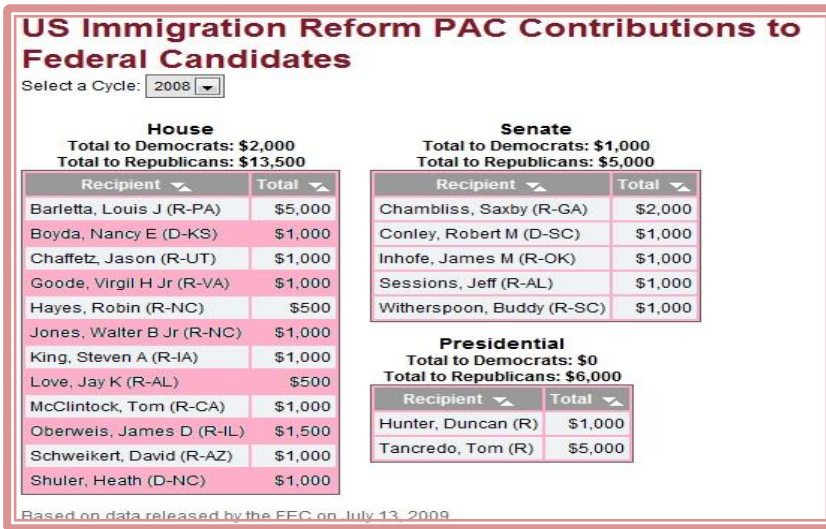 US Immigration Reform PAC Contributions to
Federal Candidates
Select a Cycle: 2008
House
Total to Democrats: $2,000
Total to Republicans: $13,500
Recipient Total
Barletta, Louis J (R-PA) $5,000
Boyda, Nancy E (D-KS) $1,000
Chaffetz, Jason (R-UT) $1,000
Goode, Virgil H Jr (R-VA) $1,000
Hayes, Robin (R-NC) $500
Jones, Walter B Jr (R-NC) $1,000
King, Steven A (R-IA) $1,000
Love, Jay K (R-AL) $500
McClintock, Tom (R-CA) $1,000
Oberweis, James D (R-IL) $1,500
Schweikert, David (R-AZ) $1,000
Shuler, Heath (D-NC) $1,000
Senate
Total to Democrats: $1,000
Total to Republicans: $5,000
Recipient Total
Chambliss, Saxby (R-GA) $2,000
Conley, Robert M (D-SC) $1,000
Inhofe, James M (R-OK) $1,000
Sessions, Jeff (R-AL) $1,000
Witherspoon, Buddy (R-SC) $1,000
Presidential
Total to Democrats: $0
Total to Republicans: $6,000
Recipient Total
Hunter, Duncan (R) $1,000
Tancredo, Tom (R) $5,000
Based on data released by the FEC on July 13, 2009